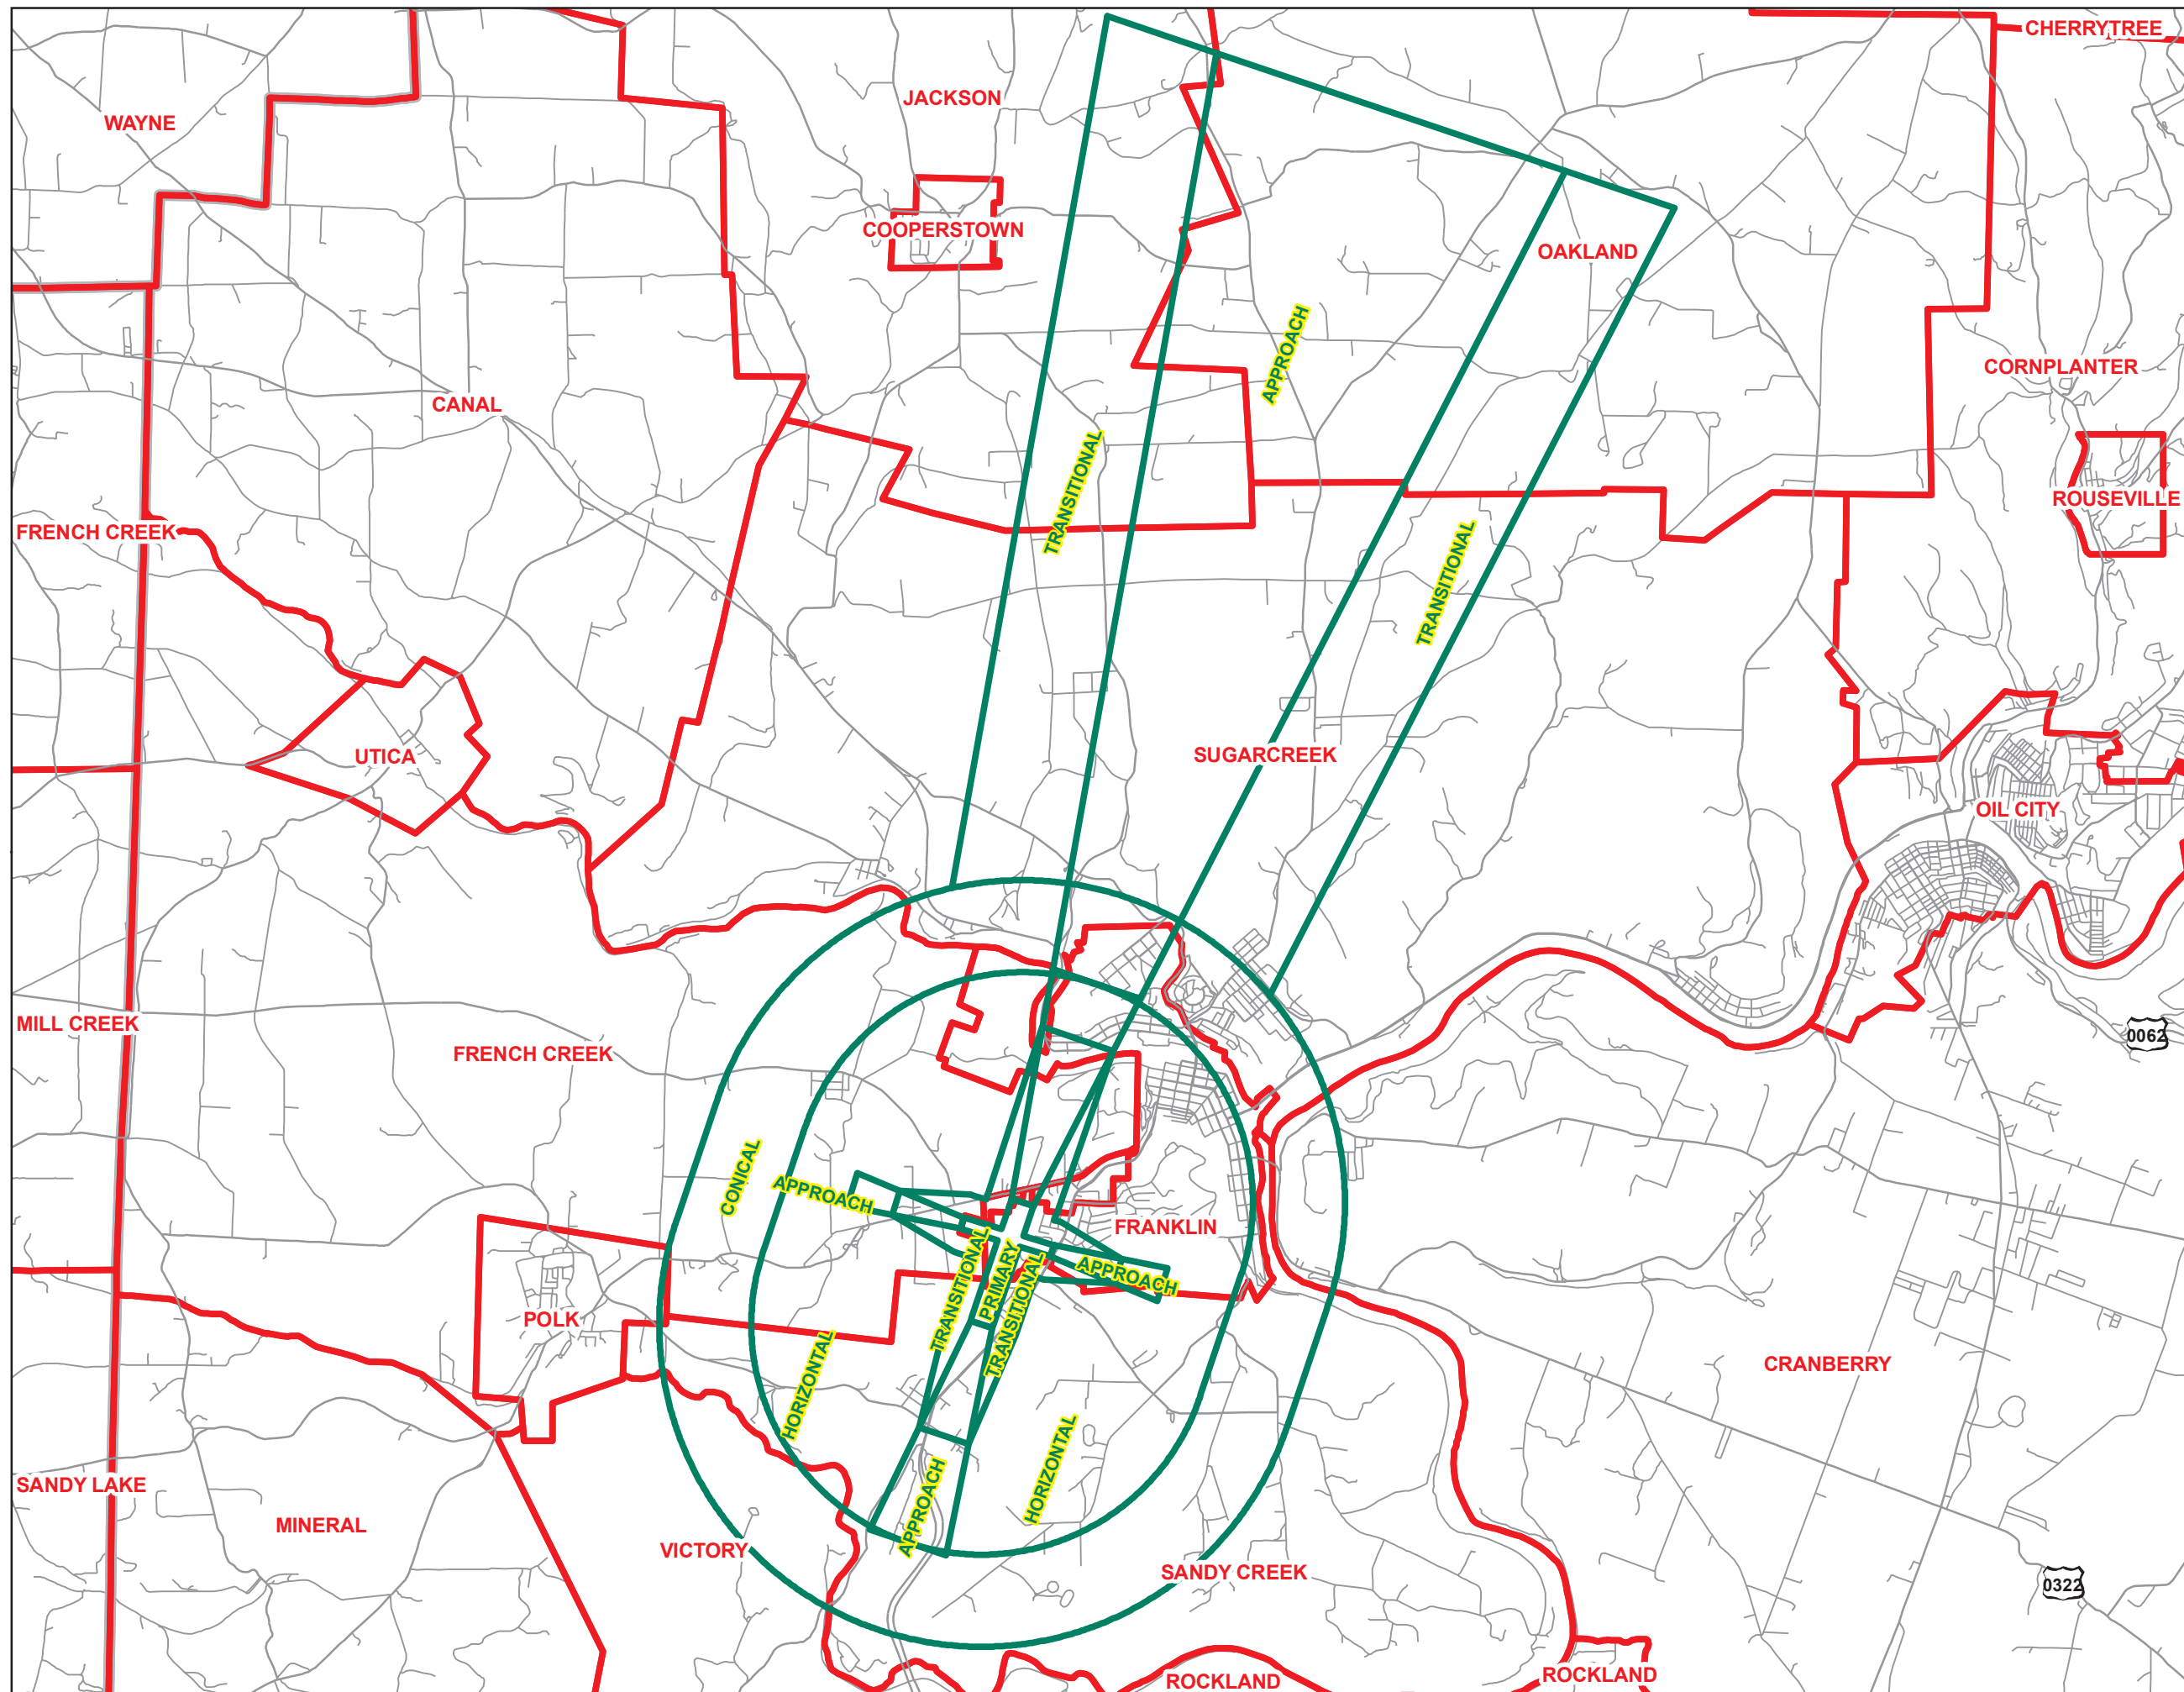 CHERRYTREE
JACKSON
WAYNE
COOPERSTOWN
OAKLAND
APPROACH
CORNPLANTER
CANAL
TRANSITIONAL
ROUSEVILLE
FRENCH CREEK
TRANSITIONAL
SUGARCREEK
UTICA
OIL CITY
MILL CREEK
0062
FRENCH CREEK
CONICAL
APPROACH
FRANKLIN
TRANSITIONAL
PRIMARY
TRANSITIONAL
APPROACH
POLK
HORIZONTAL
CRANBERRY
HORIZONTAL
SANDY LAKE
APPROACH
MINERAL
VICTORY
SANDY CREEK
0322
ROCKLAND
ROCKLAND